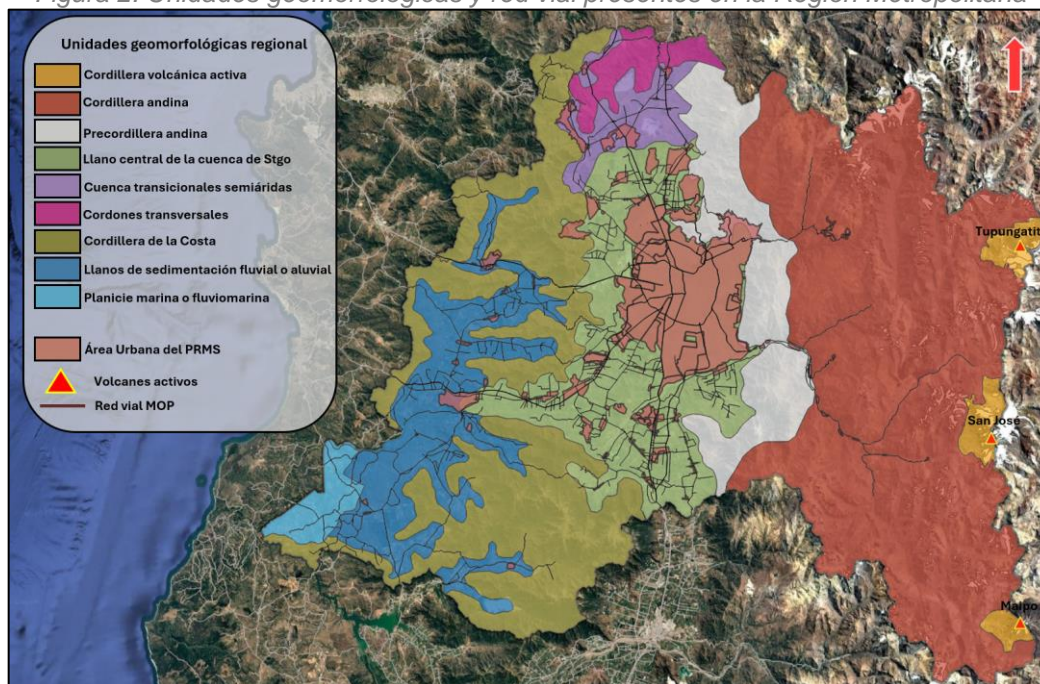 Figura 2. Unidades geomorfológicas y red vial presentes en la Región Metropolitana
Unidades geomorfológicas regional
Cordillera volcánica activa
Cordillera andina
Precordillera andina
Llano central de la cuenca de Stgo
Cuenca transicionales semiáridas
Cordones transversales
Cordillera de la Costa
Llanos de sedimentación fluvial o aluvial
Planicie marina o fluviomarina
Área Urbana del PRMS
Volcanes activos
Red vial MOP
Tupungatit
San José
Maipo